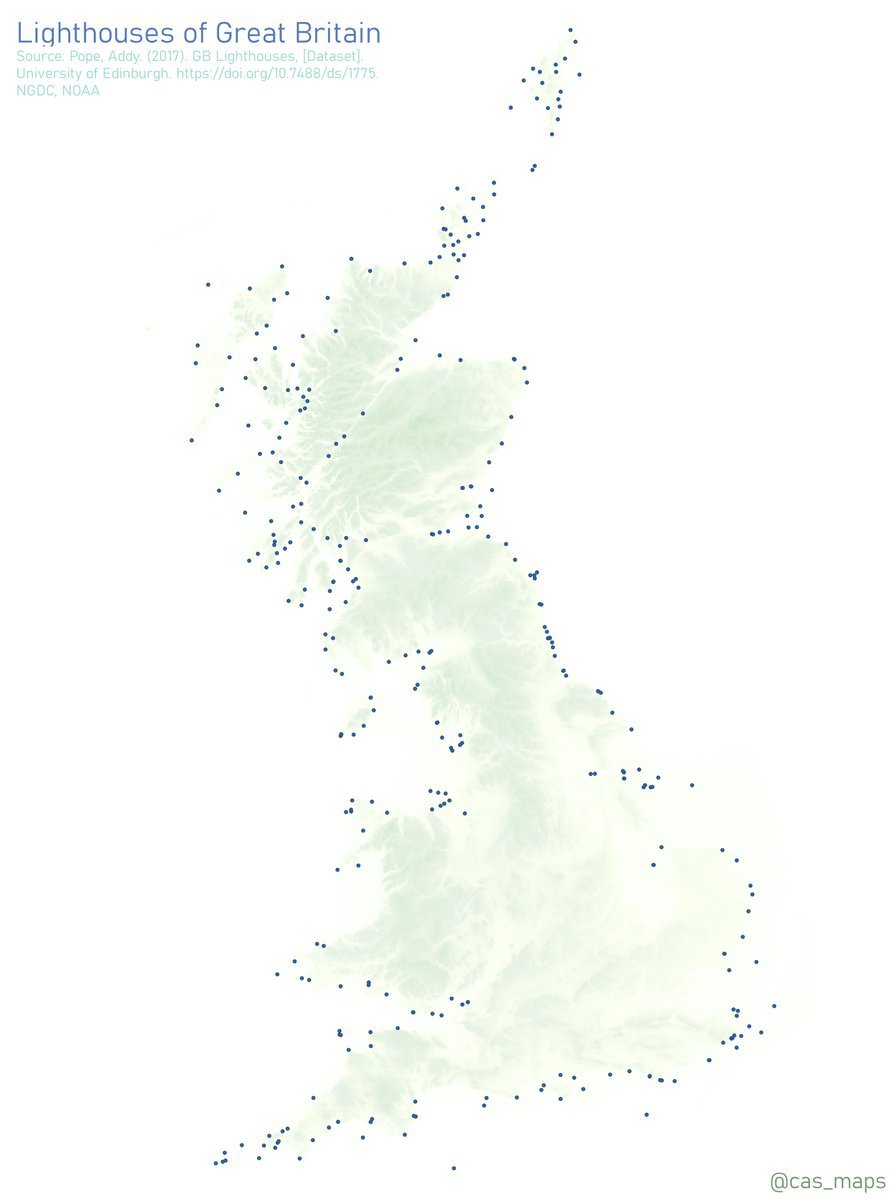 Lighthouses of Great Britain
Source: Pope, Addy. (2017). GB Lighthouses, [Dataset].
University of Edinburgh. https://doi.org/10.7488/ds/1775.
NGDC, NOAA
@cas_maps